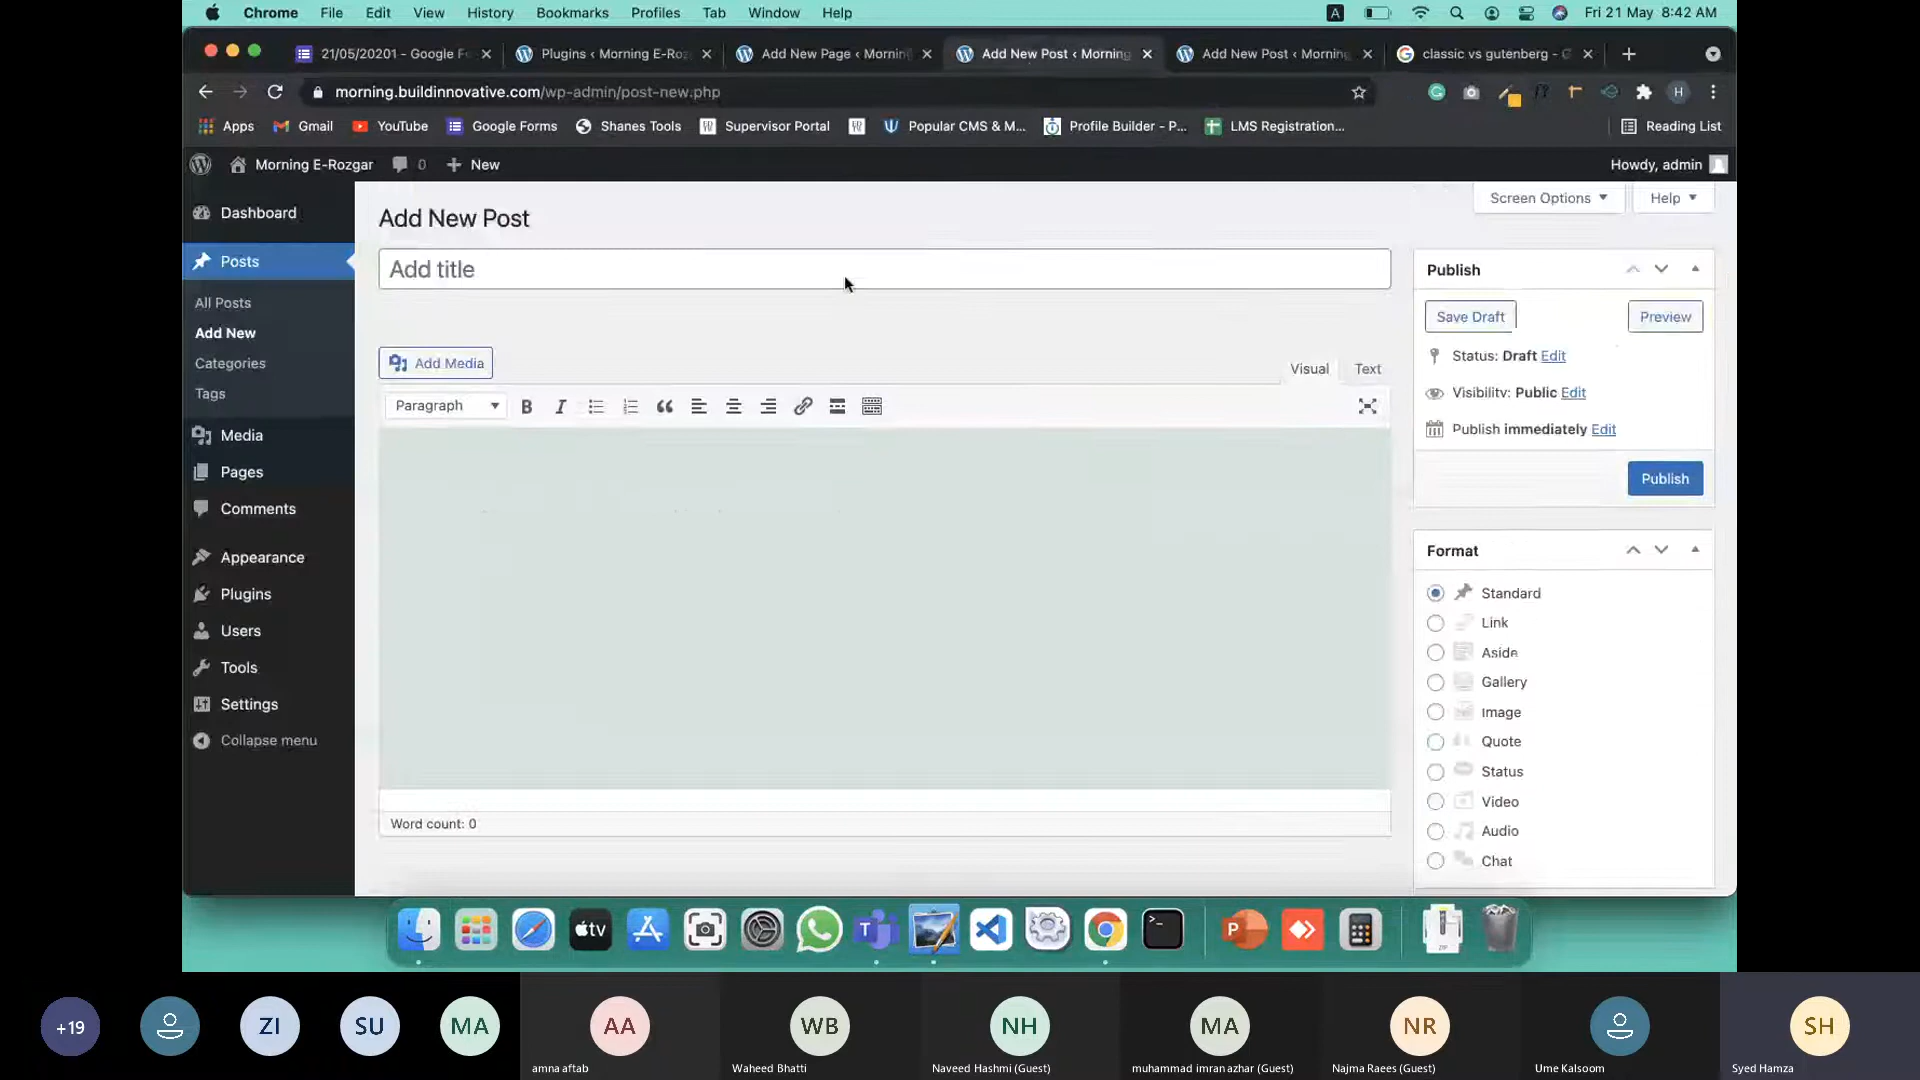 Chrome File Edit View History Bookmarks Profiles Tab Window Help A Fri 21 May 8:42 AM
21/05/20201 - Google Fo Plugins ‹ Morning E-Roz Add New Page ‹ Morning Add New Post ‹ Morning Add New Post ‹ Morning classic vs gutenberg - G
morning.buildinnovative.com/wp-admin/post-new.php H
Apps Gmail YouTube Google Forms Shanes Tools Supervisor Portal Popular CMS & M... Profile Builder - P... LMS Registration... Reading List
Morning E-Rozgar 0 New Howdy, admin
Screen Options Help
Dashboard
Posts
All Posts
Add New
Categories
Tags
Media
Pages
Comments
Appearance
Plugins
Users
Tools
Settings
Collapse menu
Add New Post
Add title
Add Media
Visual Text
Paragraph B I
Word count: 0
Publish
Save Draft Preview
Status: Draft Edit
Visibility: Public Edit
Publish immediately Edit
Publish
Format
Standard
Link
Aside
Gallery
Image
Quote
Status
Video
Audio
Chat
tv
ZIP
+19 ZI SU MA AA WB NH MA NR SH
amna aftab Waheed Bhatti Naveed Hashmi (Guest) muhammad imran azhar (Guest) Najma Raees (Guest) Ume Kalsoom Syed Hamza